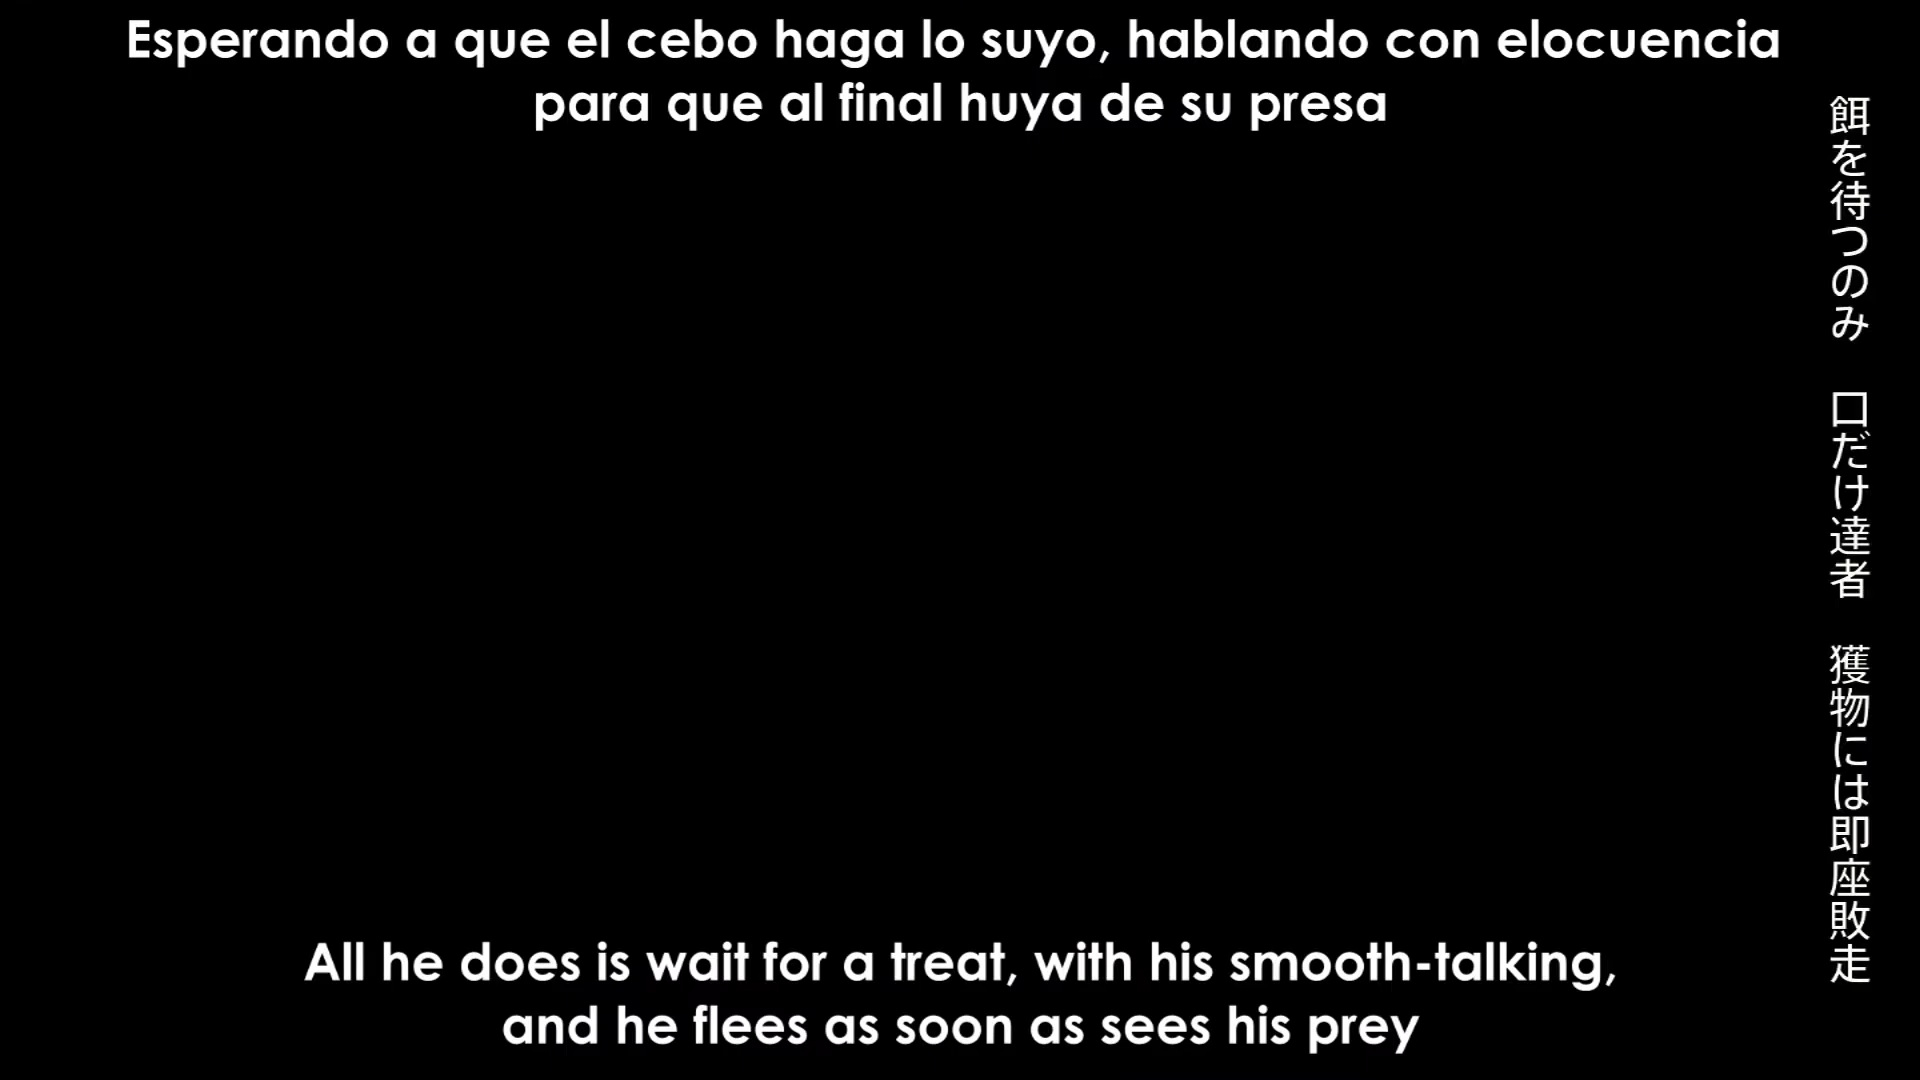 Esperando a que el cebo haga lo suyo, hablando con elocuencia
para que al final huya de su presa
餌を待つのみ　口だけ達者　獲物には即座敗走
All he does is wait for a treat, with his smooth-talking,
and he flees as soon as sees his prey